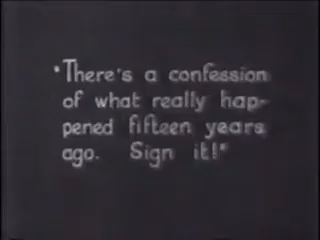 "There's a confession
of what really hap-
pened fifteen years
ago. Sign it!"